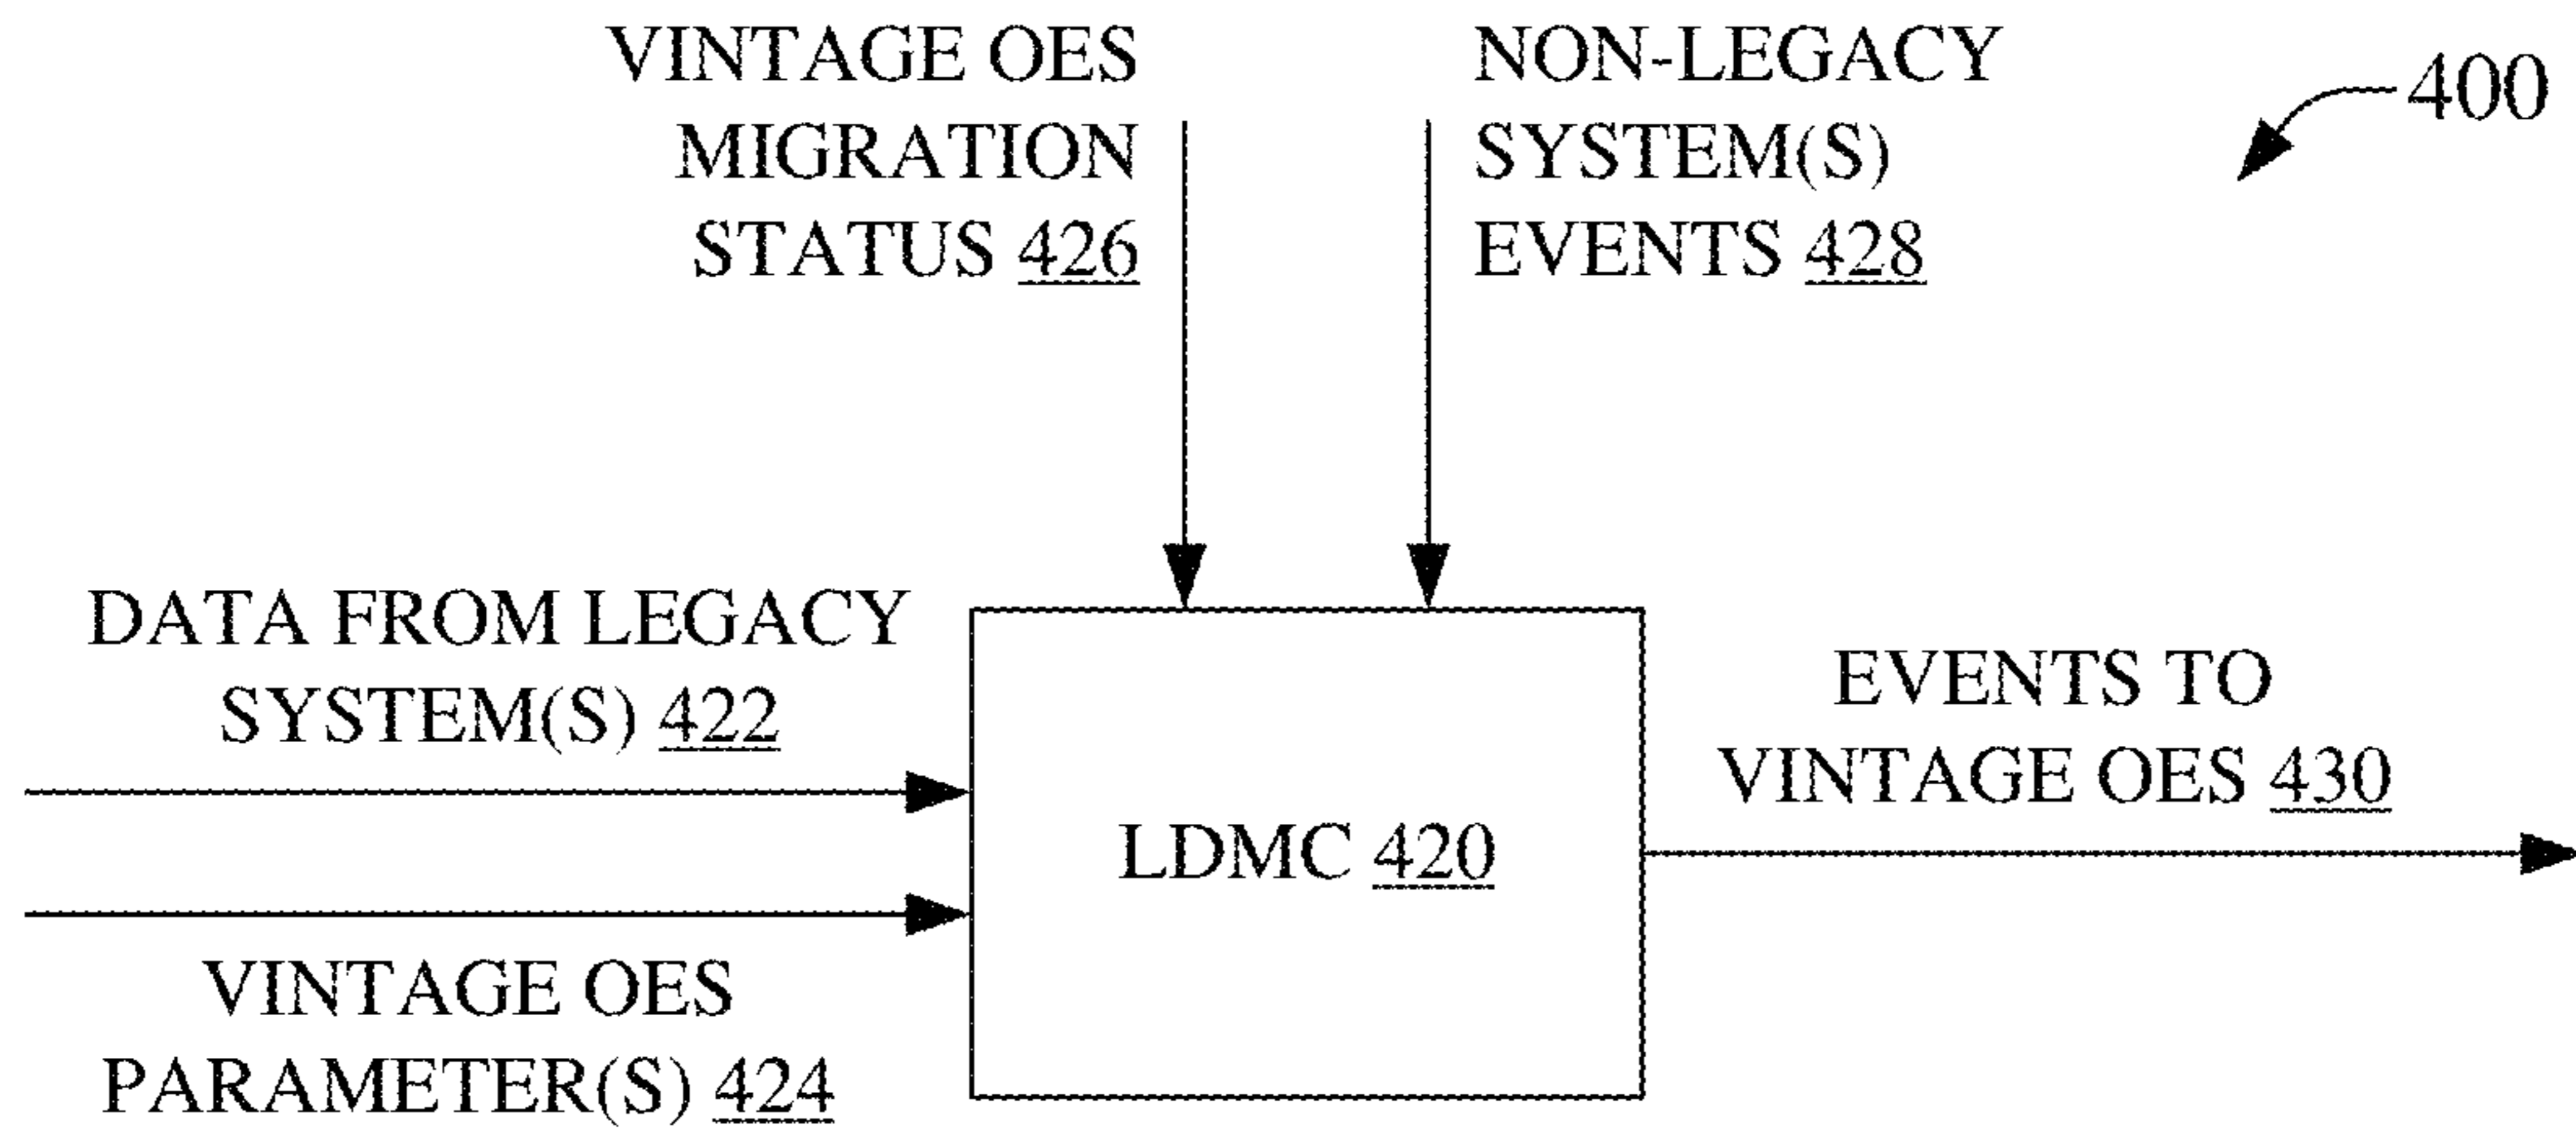 VINTAGE OES
MIGRATION
STATUS 426
NON-LEGACY
SYSTEM(S)
EVENTS 428
400
DATA FROM LEGACY
SYSTEM(S) 422
VINTAGE OES
PARAMETER(S) 424
LDMC 420
EVENTS TO
VINTAGE OES 430